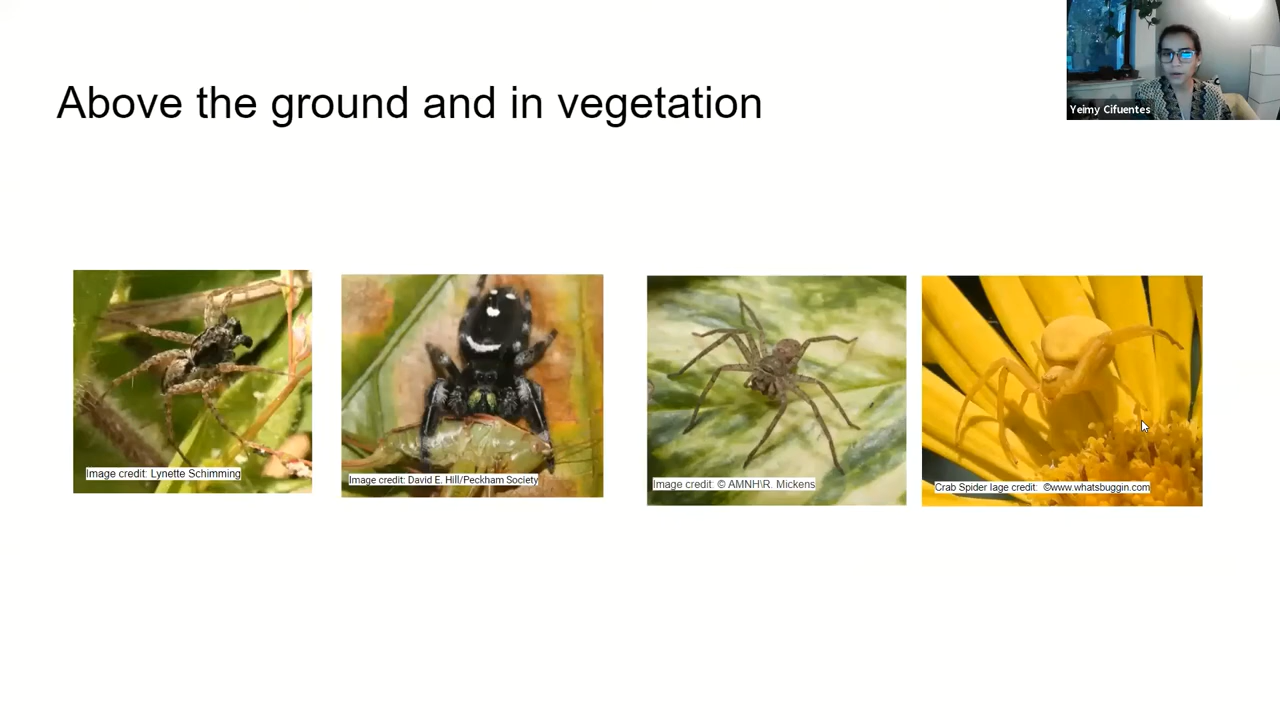 Above the ground and in vegetation
Yeimy Cifuentes
Image credit: Lynette Schimming
Image credit: David E. Hill/Peckham Society
Image credit: © AMNH\R. Mickens
Crab Spider Iage credit: ©www.whatsbuggin.com